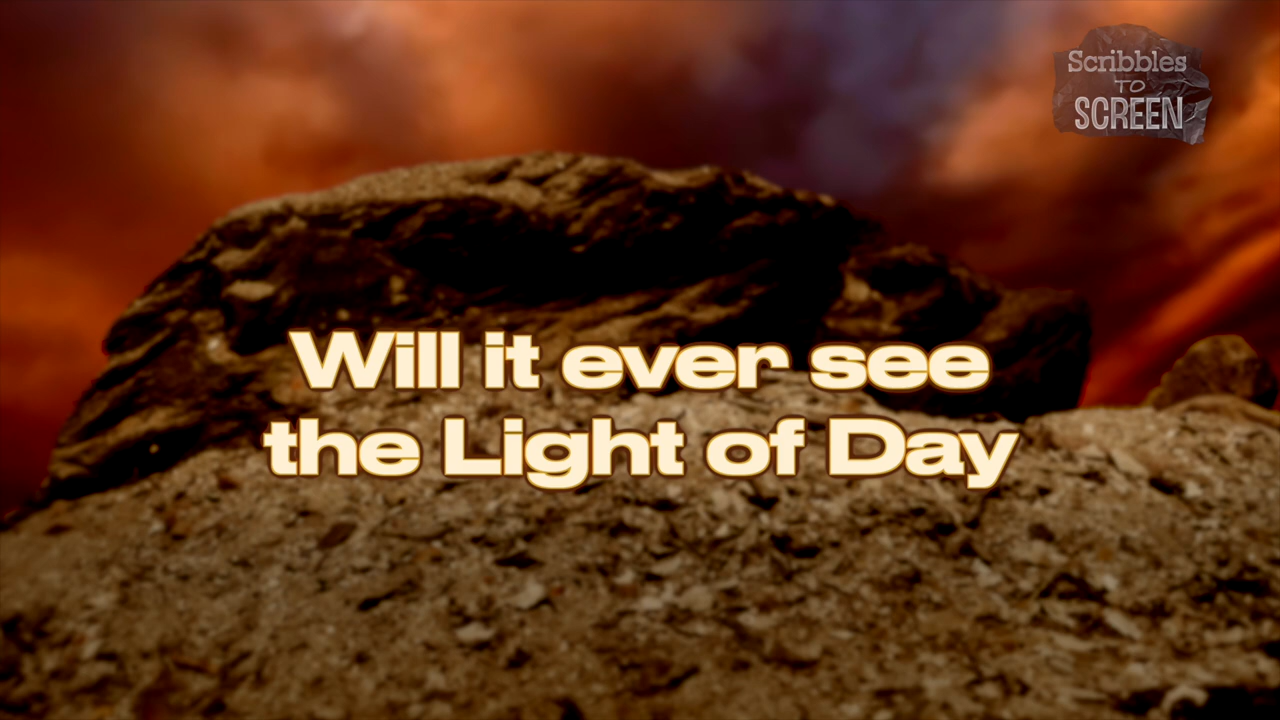 Scribbles
TO
SCREEN
Will it ever see
the Light of Day